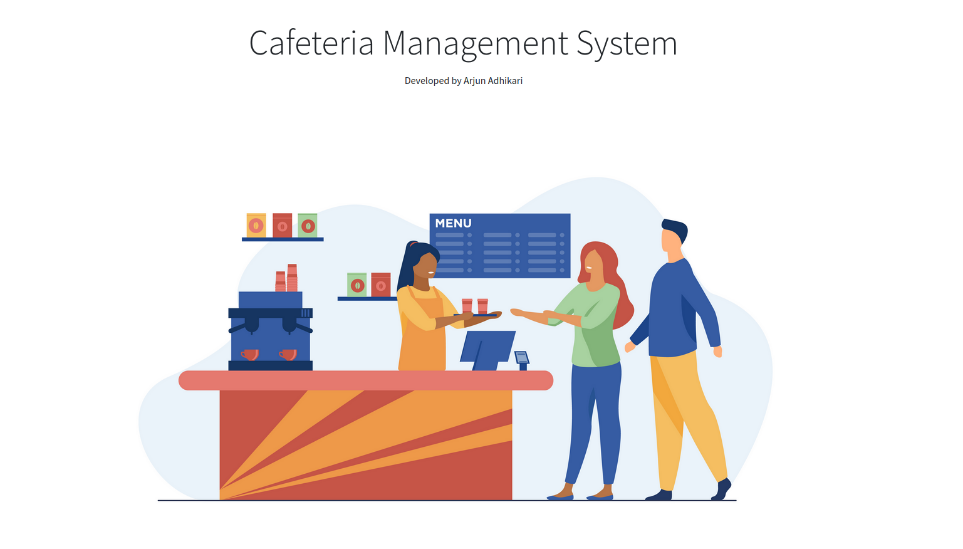 Cafeteria Management System
Developed by Arjun Adhikari
MENU